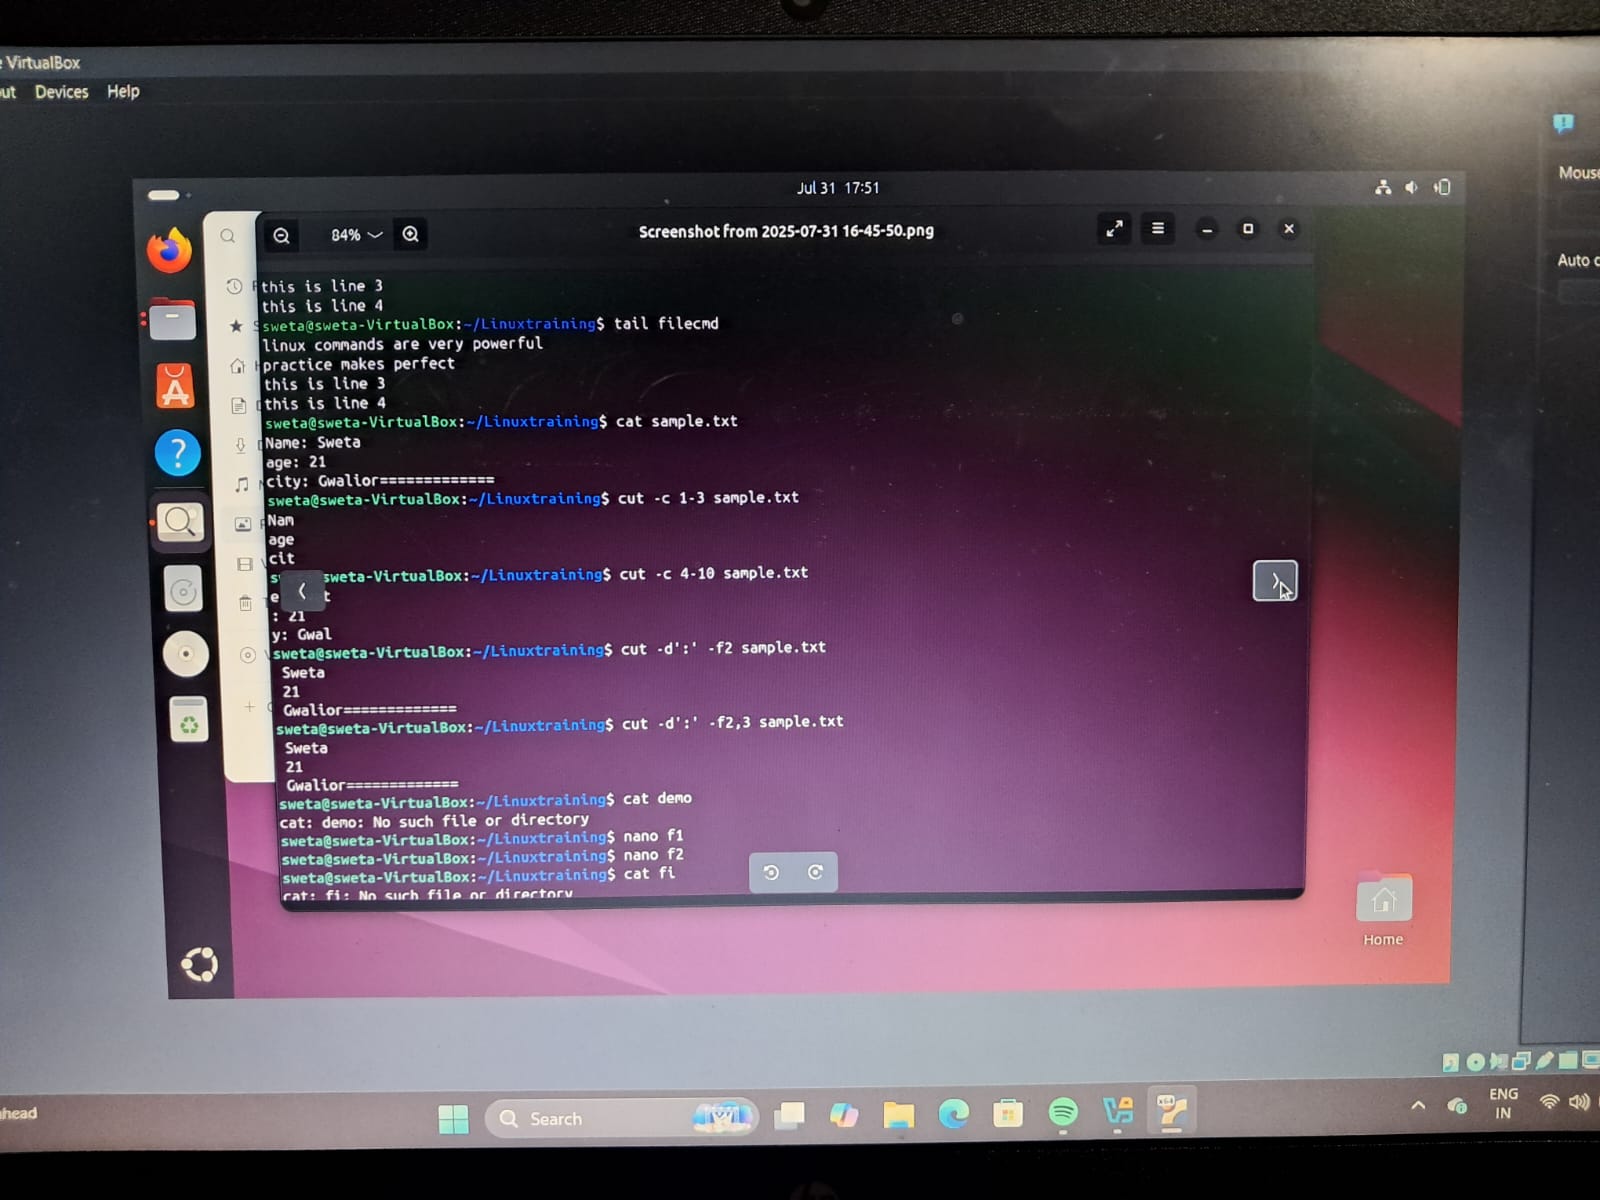 VirtualBox
Devices Help
Jul 31 17:51
84%
Screenshot from 2025-07-31 16-45-50.png
this is line 3
this is line 4
sweta@sweta-VirtualBox:~/Linuxtraining$ tail filecmd
linux commands are very powerful
practice makes perfect
this is line 3
this is line 4
sweta@sweta-VirtualBox:~/Linuxtraining$ cat sample.txt
Name: Sweta
age: 21
city: Gwalior=============
sweta@sweta-VirtualBox:~/Linuxtraining$ cut -c 1-3 sample.txt
Nam
age
cit
sweta-VirtualBox:~/Linuxtraining$ cut -c 4-10 sample.txt
e t
: 21
y: Gwal
sweta@sweta-VirtualBox:~/Linuxtraining$ cut -d':' -f2 sample.txt
Sweta
21
Gwalior=============
sweta@sweta-VirtualBox:~/Linuxtraining$ cut -d':' -f2,3 sample.txt
Sweta
21
Gwalior=============
sweta@sweta-VirtualBox:~/Linuxtraining$ cat demo
cat: demo: No such file or directory
sweta@sweta-VirtualBox:~/Linuxtraining$ nano f1
sweta@sweta-VirtualBox:~/Linuxtraining$ nano f2
sweta@sweta-VirtualBox:~/Linuxtraining$ cat fi
cat: fi: No such file or directory
Home
Mouse
Auto
head
Search
ENG
IN